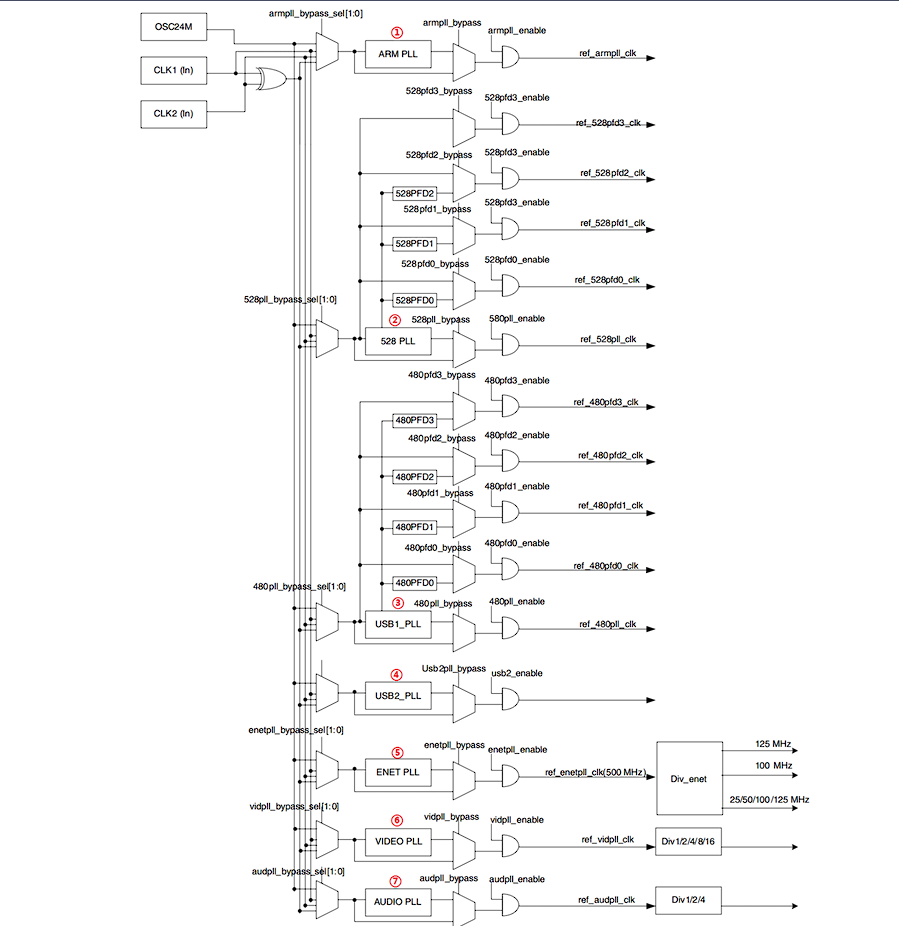 armpll_bypass_sel[1:0]
OSC24M
armpll_bypass
armpll_enable
①
ARM PLL
ref_armpll_clk
CLK1 (In)
CLK2 (In)
528pfd3_bypass
528pfd3_enable
ref_528pfd3_clk
528pfd2_bypass
528pfd3_enable
ref_528pfd2_clk
528PFD2
528pfd1_bypass
528pfd3_enable
ref_528pfd1_clk
528PFD1
528pfd0_bypass
528pfd0_enable
ref_528pfd0_clk
528PFD0
528pll_bypass_sel[1:0]
②
528pll_bypass
580pll_enable
528 PLL
ref_528pll_clk
480pfd3_bypass
480pfd3_enable
ref_480pfd3_clk
480PFD3
480pfd2_bypass
480pfd2_enable
ref_480pfd2_clk
480PFD2
480pfd1_bypass
480pfd1_enable
ref_480pfd1_clk
480PFD1
480pfd0_bypass
480pfd0_enable
ref_480pfd0_clk
480PFD0
480pll_bypass_sel[1:0]
③
480pll_bypass
480pll_enable
USB1_PLL
ref_480pll_clk
④
Usb2pll_bypass
usb2_enable
USB2_PLL
enetpll_bypass_sel[1:0]
⑤
enetpll_bypass
enetpll_enable
ENET PLL
ref_enetpll_clk(500 MHz)
Div_enet
125 MHz
100 MHz
25/50/100/125 MHz
vidpll_bypass_sel[1:0]
⑥
vidpll_bypass
vidpll_enable
VIDEO PLL
ref_vidpll_clk
Div1/2/4/8/16
audpll_bypass_sel[1:0]
⑦
audpll_bypass
audpll_enable
AUDIO PLL
ref_audpll_clk
Div1/2/4